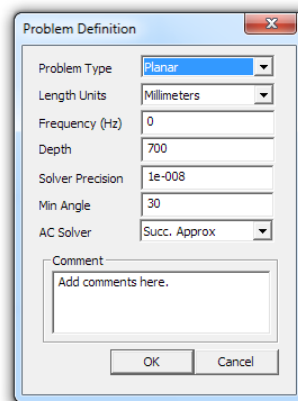 Problem Definition
Problem Type Planar
Length Units Millimeters
Frequency (Hz) 0
Depth 700
Solver Precision 1e-008
Min Angle 30
AC Solver Succ. Approx
Comment
Add comments here.
OK Cancel